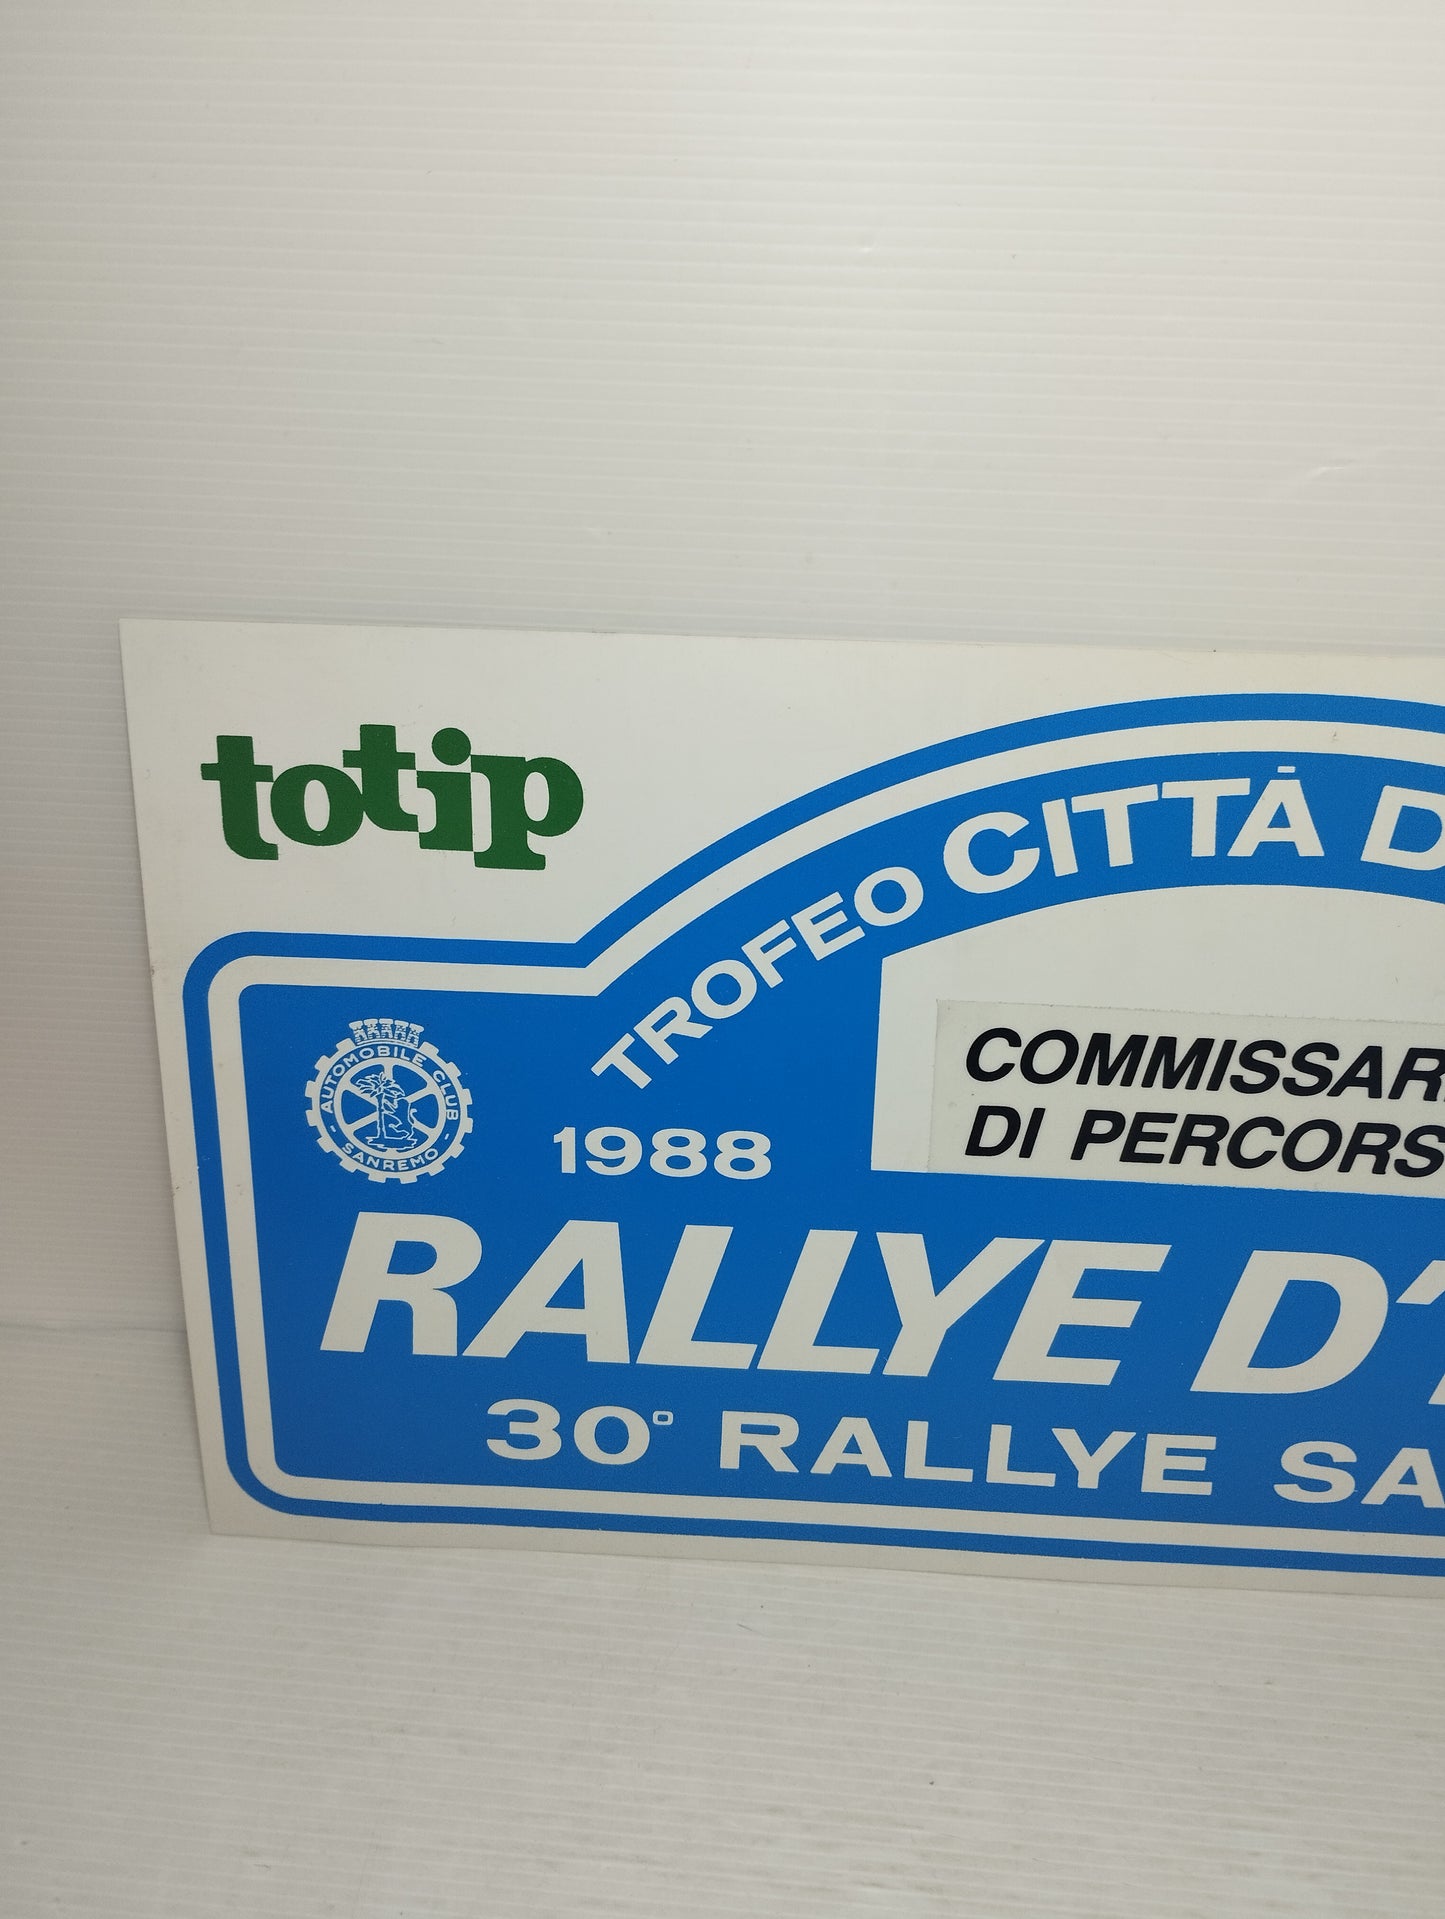 totip
TROFEO CITTÀ D
AUTOMOBILE CLUB
- SANREMO -
COMMISSAR
DI PERCORS
1988
RALLYE D'
30° RALLYE SA